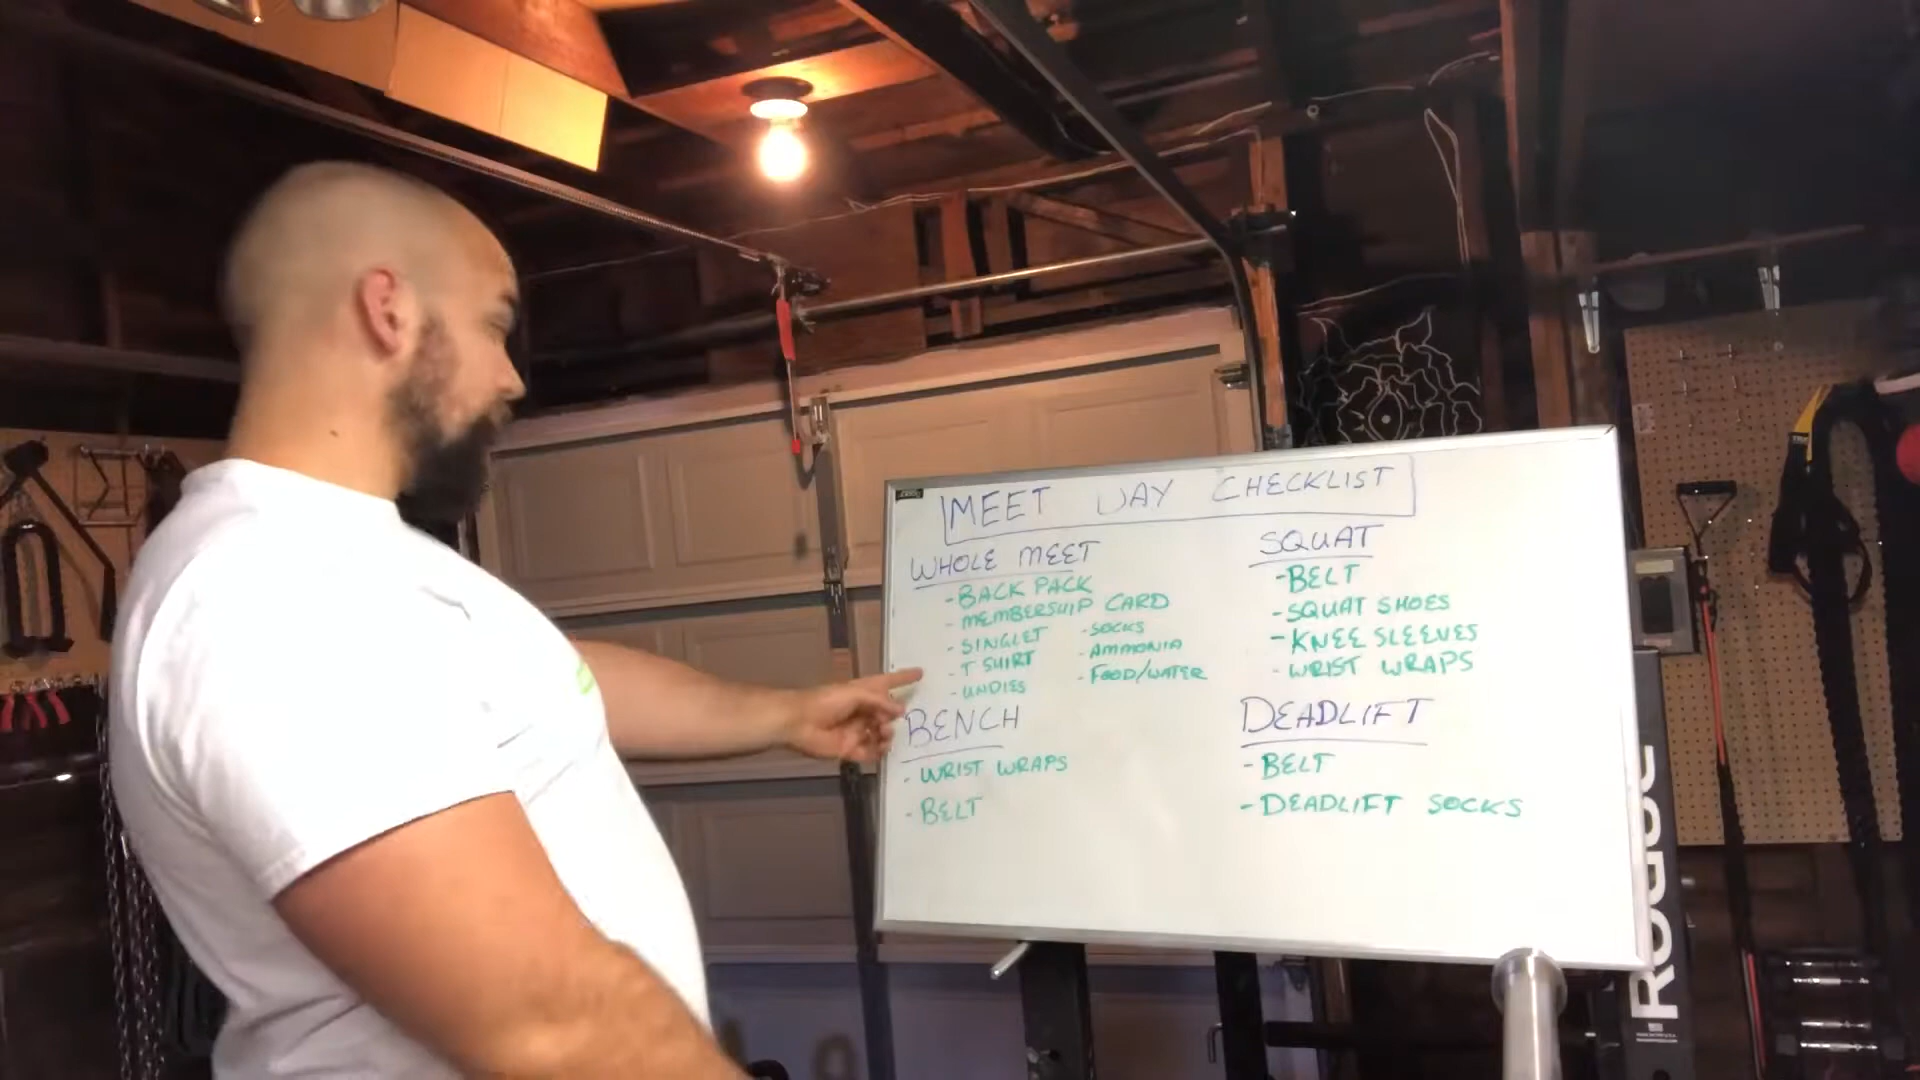 MEET DAY CHECKLIST
WHOLE MEET
- BACK PACK
- MEMBERSHIP CARD
- SINGLET
- T SHIRT
- UNDIES
- SOCKS
- AMMONIA
- FOOD/WATER
SQUAT
- BELT
- SQUAT SHOES
- KNEE SLEEVES
- WRIST WRAPS
BENCH
- WRIST WRAPS
- BELT
DEADLIFT
- BELT
- DEADLIFT SOCKS
ROGUE